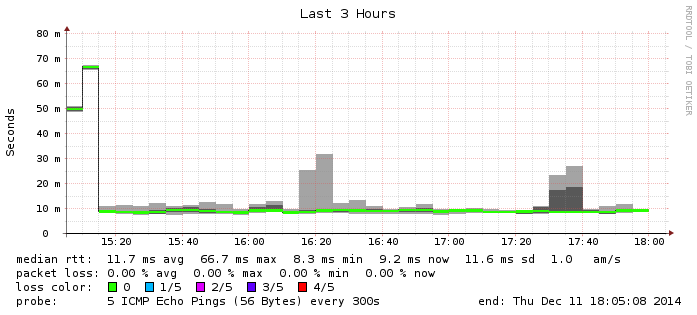 Last 3 Hours
RRDTOOL / TOBI OETIKER
Seconds
80 m
70 m
60 m
50 m
40 m
30 m
20 m
10 m
0
15:20 15:40 16:00 16:20 16:40 17:00 17:20 17:40 18:00
median rtt: 11.7 ms avg 66.7 ms max 8.3 ms min 9.2 ms now 11.6 ms sd 1.0 am/s
packet loss: 0.00 % avg 0.00 % max 0.00 % min 0.00 % now
loss color: 0 1/5 2/5 3/5 4/5
probe: 5 ICMP Echo Pings (56 Bytes) every 300s end: Thu Dec 11 18:05:08 2014